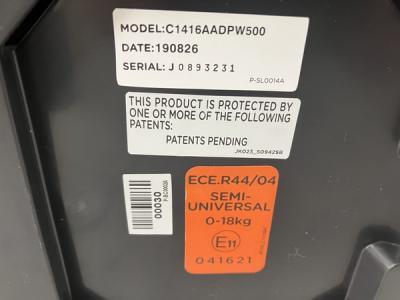 MODEL:C1416AADPW500
DATE:190826
SERIAL: J0893231
P-SL0014A
THIS PRODUCT IS PROTECTED BY
ONE OR MORE OF THE FOLLOWING
PATENTS:
PATENTS PENDING
JK023_509425B
00030
ECE.R44/04
SEMI-
UNIVERSAL
0-18kg
E11
041621